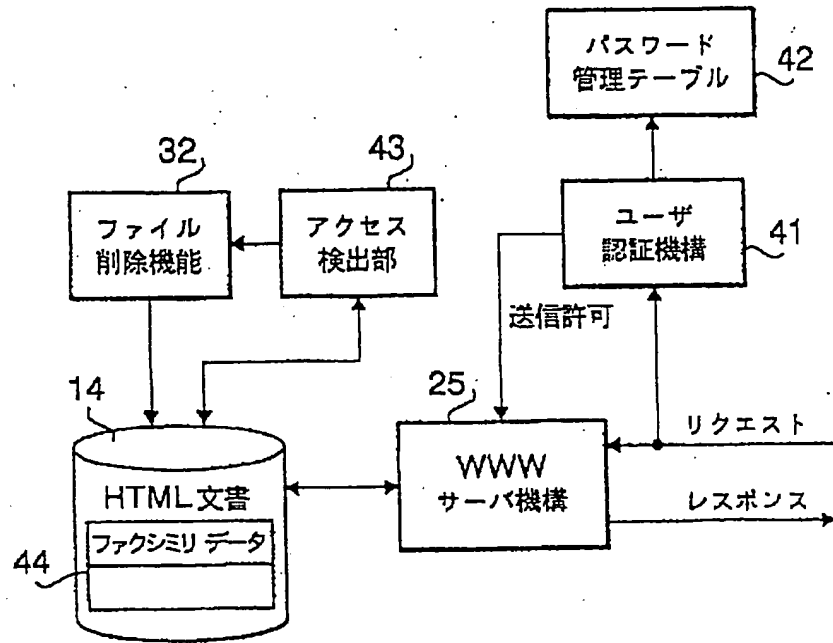 パスワード
管理テーブル
42
32
43
ファイル
削除機能
アクセス
検出部
ユーザ
認証機構
41
送信許可
14
25
リクエスト
WWW
サーバ機構
HTML文書
レスポンス
ファクシミリ データ
44